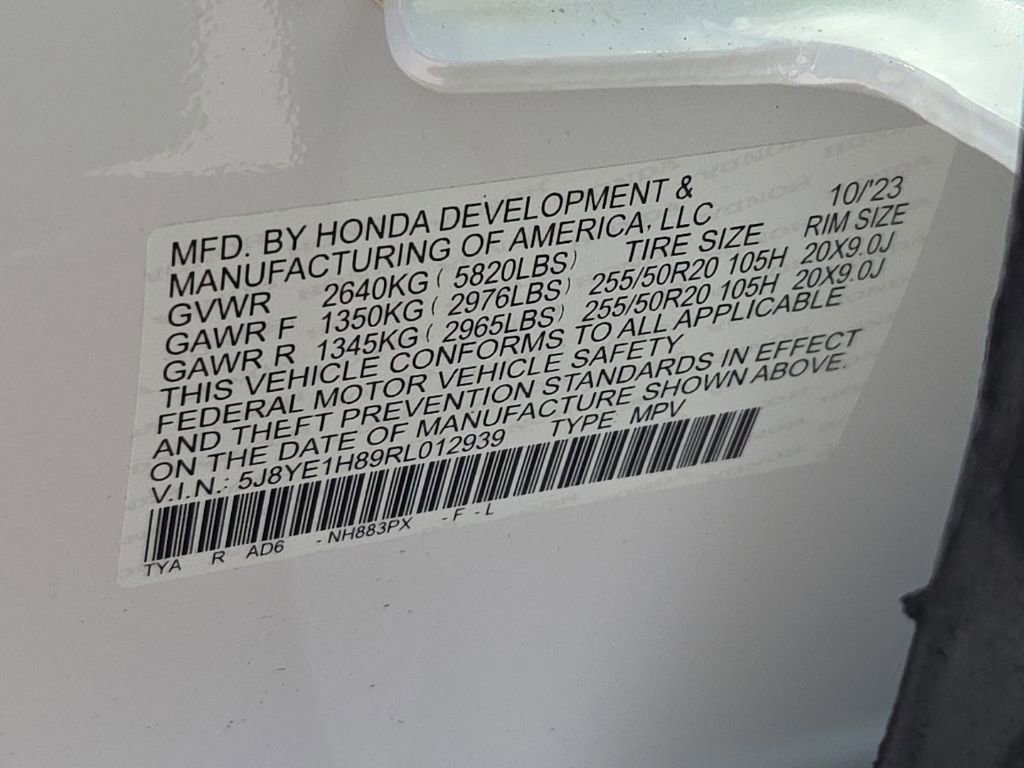 MFD. BY HONDA DEVELOPMENT & 10/'23
MANUFACTURING OF AMERICA, LLC
GVWR 2640KG ( 5820LBS) TIRE SIZE RIM SIZE
GAWR F 1350KG ( 2976LBS) 255/50R20 105H 20X9.0J
GAWR R 1345KG ( 2965LBS) 255/50R20 105H 20X9.0J
THIS VEHICLE CONFORMS TO ALL APPLICABLE
FEDERAL MOTOR VEHICLE SAFETY
AND THEFT PREVENTION STANDARDS IN EFFECT
ON THE DATE OF MANUFACTURE SHOWN ABOVE.
V.I.N.: 5J8YE1H89RL012939 TYPE MPV
TYA R AD6 - NH883PX - F - L